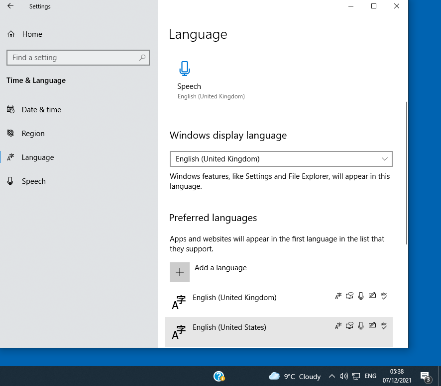 Settings
Home
Find a setting
Time & Language
Date & time
Region
Language
Speech
Language
Speech
English (United Kingdom)
Windows display language
English (United Kingdom)
Windows features, like Settings and File Explorer, will appear in this
language.
Preferred languages
Apps and websites will appear in the first language in the list that
they support.
Add a language
English (United Kingdom)
English (United States)
9°C Cloudy
ENG
03:38
07/12/2021